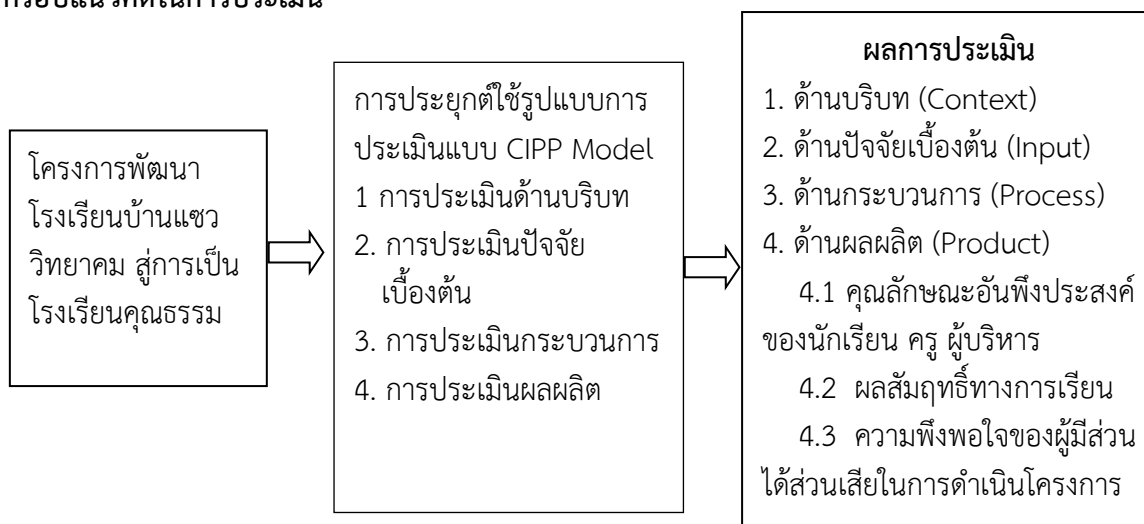 กรอบแนวคิดในการประเมิน
โครงการพัฒนา
โรงเรียนบ้านแซว
วิทยาคม สู่การเป็น
โรงเรียนคุณธรรม
การประยุกต์ใช้รูปแบบการ
ประเมินแบบ CIPP Model
1 การประเมินด้านบริบท
2. การประเมินปัจจัย
เบื้องต้น
3. การประเมินกระบวนการ
4. การประเมินผลผลิต
ผลการประเมิน
1. ด้านบริบท (Context)
2. ด้านปัจจัยเบื้องต้น (Input)
3. ด้านกระบวนการ (Process)
4. ด้านผลผลิต (Product)
4.1 คุณลักษณะอันพึงประสงค์
ของนักเรียน ครู ผู้บริหาร
4.2 ผลสัมฤทธิ์ทางการเรียน
4.3 ความพึงพอใจของผู้มีส่วน
ได้ส่วนเสียในการดำเนินโครงการ